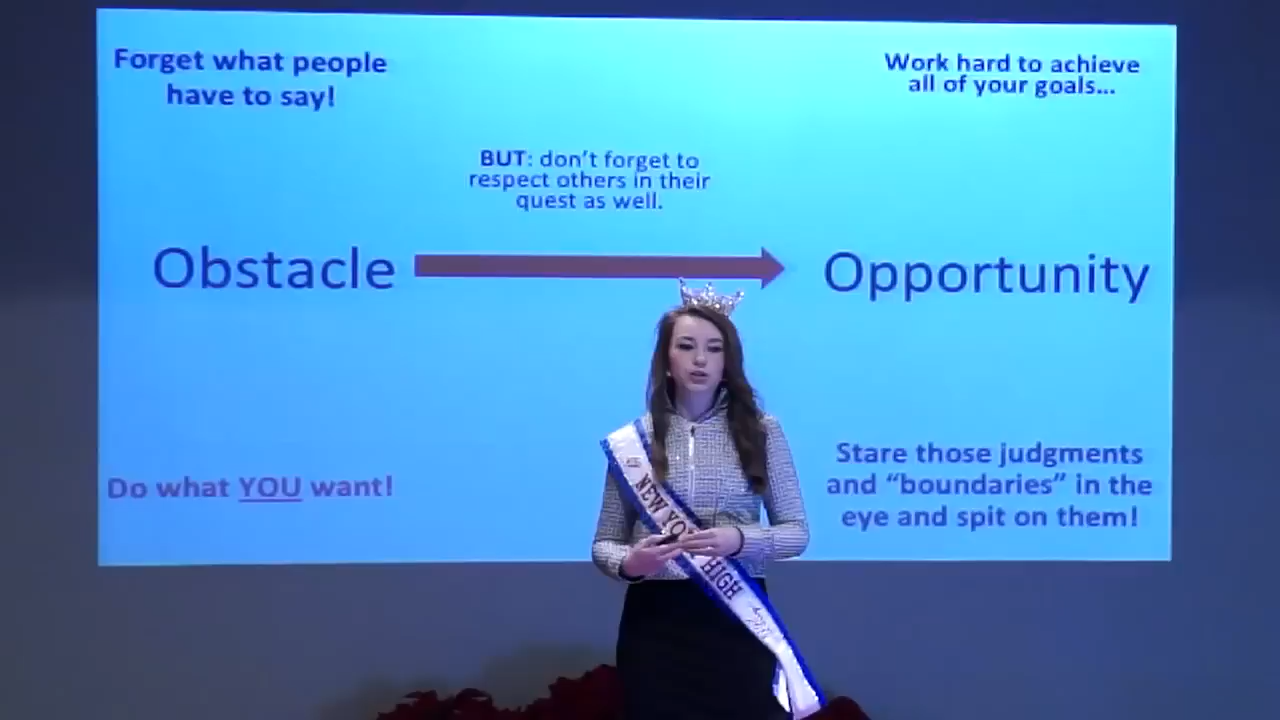 Forget what people
have to say!
Work hard to achieve
all of your goals...
BUT: don't forget to
respect others in their
quest as well.
Obstacle
Opportunity
Do what YOU want!
Stare those judgments
and “boundaries” in the
eye and spit on them!
NEW YO
HIGH